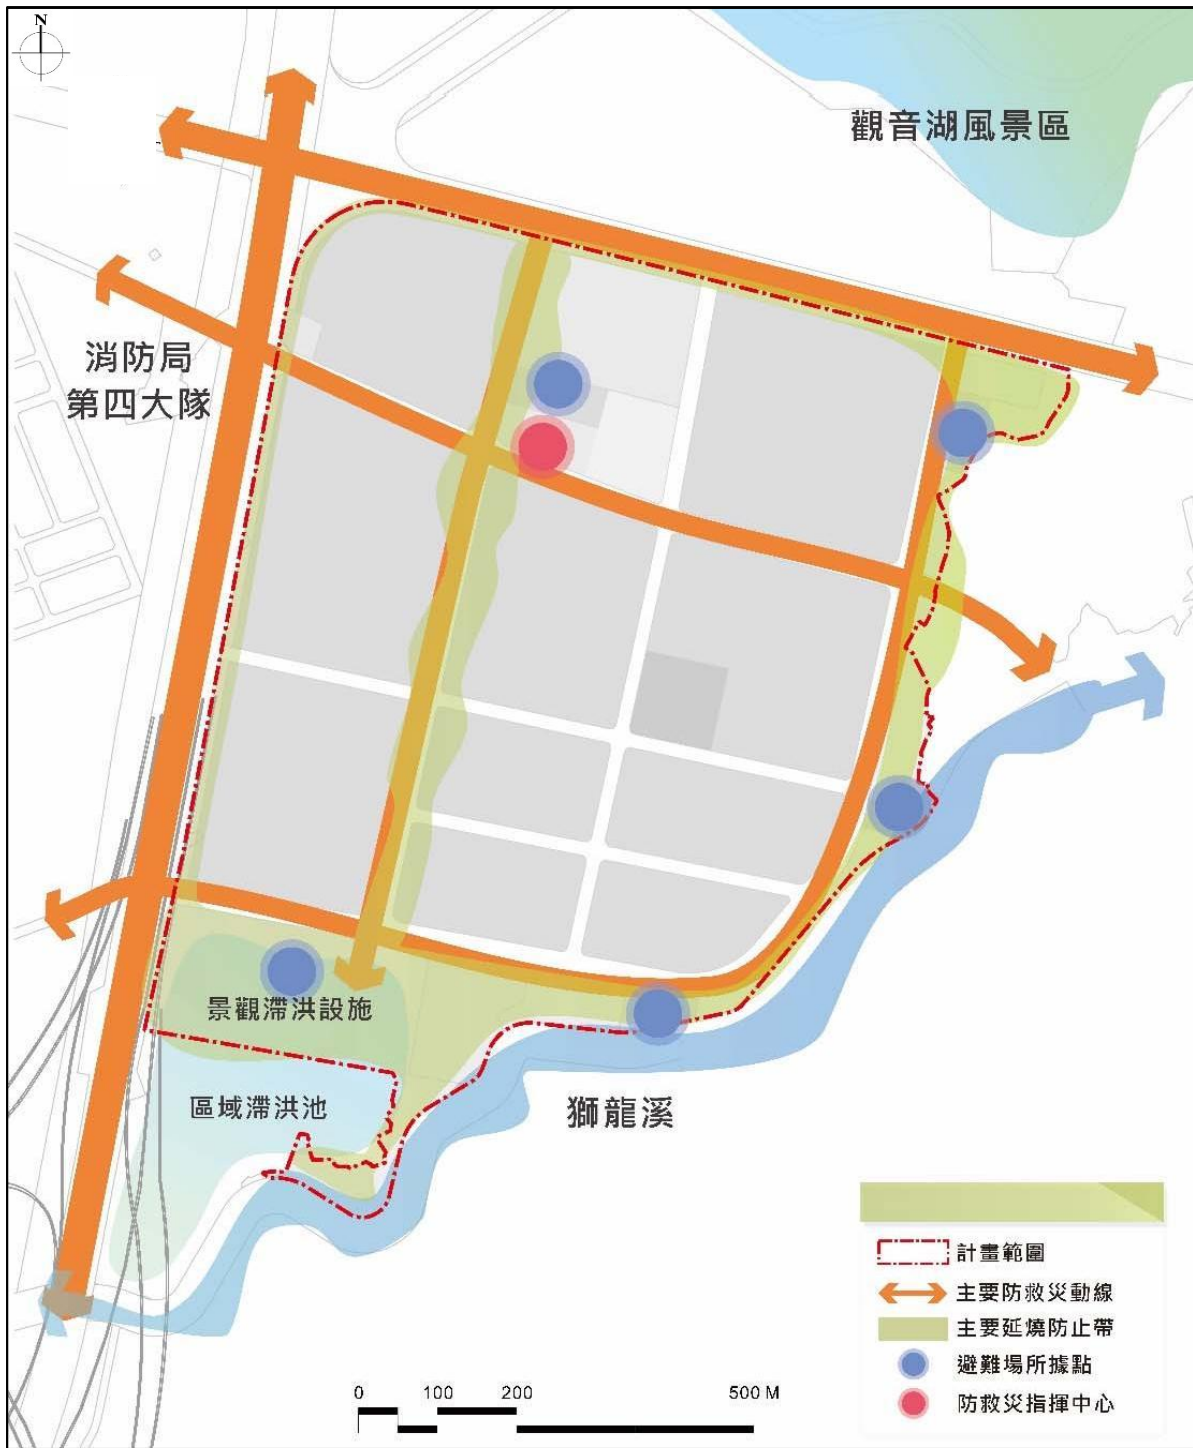 N
觀音湖風景區
消防局
第四大隊
景觀滯洪設施
區域滯洪池
獅龍溪
計畫範圍
主要防救災動線
主要延燒防止帶
避難場所據點
防救災指揮中心
0 100 200 500 M